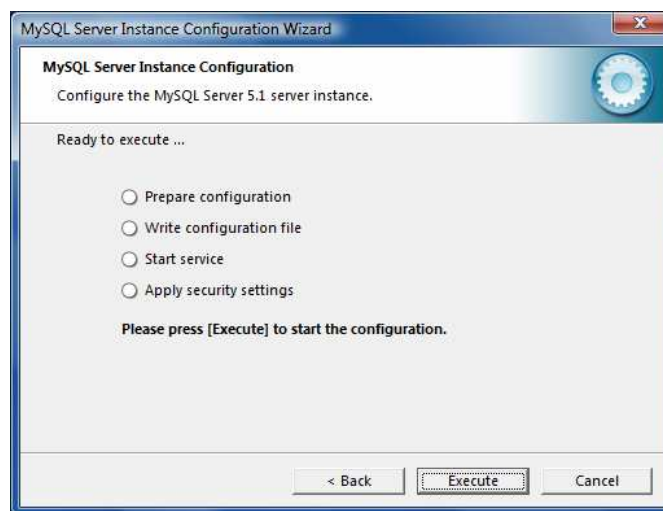 MySQL Server Instance Configuration Wizard
MySQL Server Instance Configuration
Configure the MySQL Server 5.1 server instance.
Ready to execute ...
Prepare configuration
Write configuration file
Start service
Apply security settings
Please press [Execute] to start the configuration.
< Back Execute Cancel